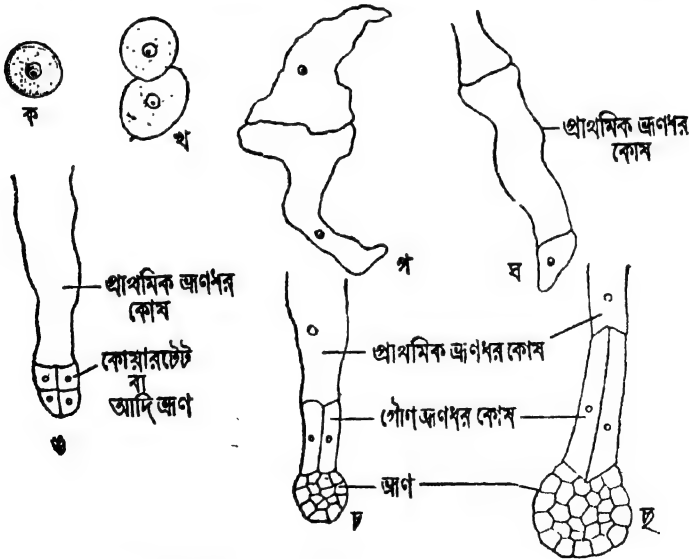 ক
খ
গ
ঘ
প্রাথমিক ভ্রূণধর
কোষ
প্রাথমিক ভ্রূণধর
কোষ
কোয়ারটেট
বা
আদি ভ্রূণ
ঙ
প্রাথমিক ভ্রূণধর কোষ
গৌণ ভ্রূণধর কোষ
ভ্রূণ
চ
ছ